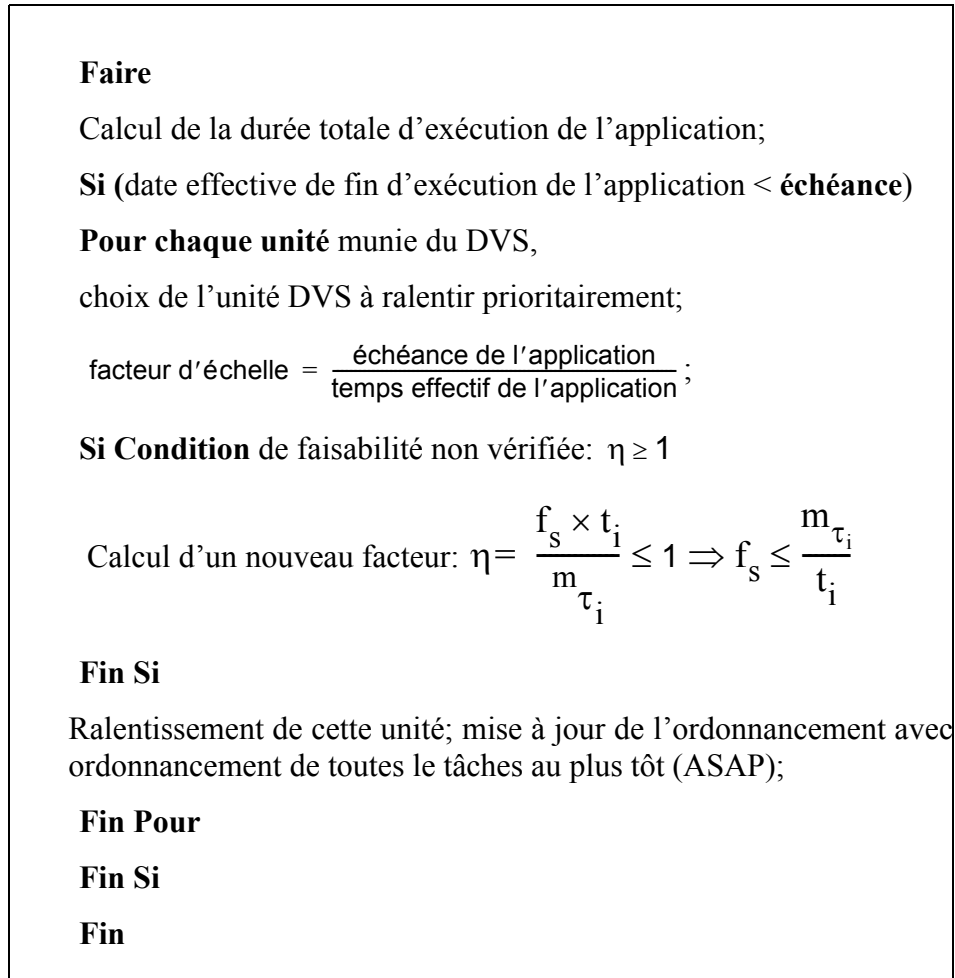 Faire
Calcul de la durée totale d’exécution de l’application;
Si (date effective de fin d’exécution de l’application < échéance)
Pour chaque unité munie du DVS,
choix de l’unité DVS à ralentir prioritairement;
facteur d′échelle = échéance de l′application / temps effectif de l′application ;
Si Condition de faisabilité non vérifiée: η ≥ 1
Calcul d’un nouveau facteur: η = f_s × t_i / m_τ_i ≤ 1 ⇒ f_s ≤ m_τ_i / t_i
Fin Si
Ralentissement de cette unité; mise à jour de l’ordonnancement avec
ordonnancement de toutes le tâches au plus tôt (ASAP);
Fin Pour
Fin Si
Fin